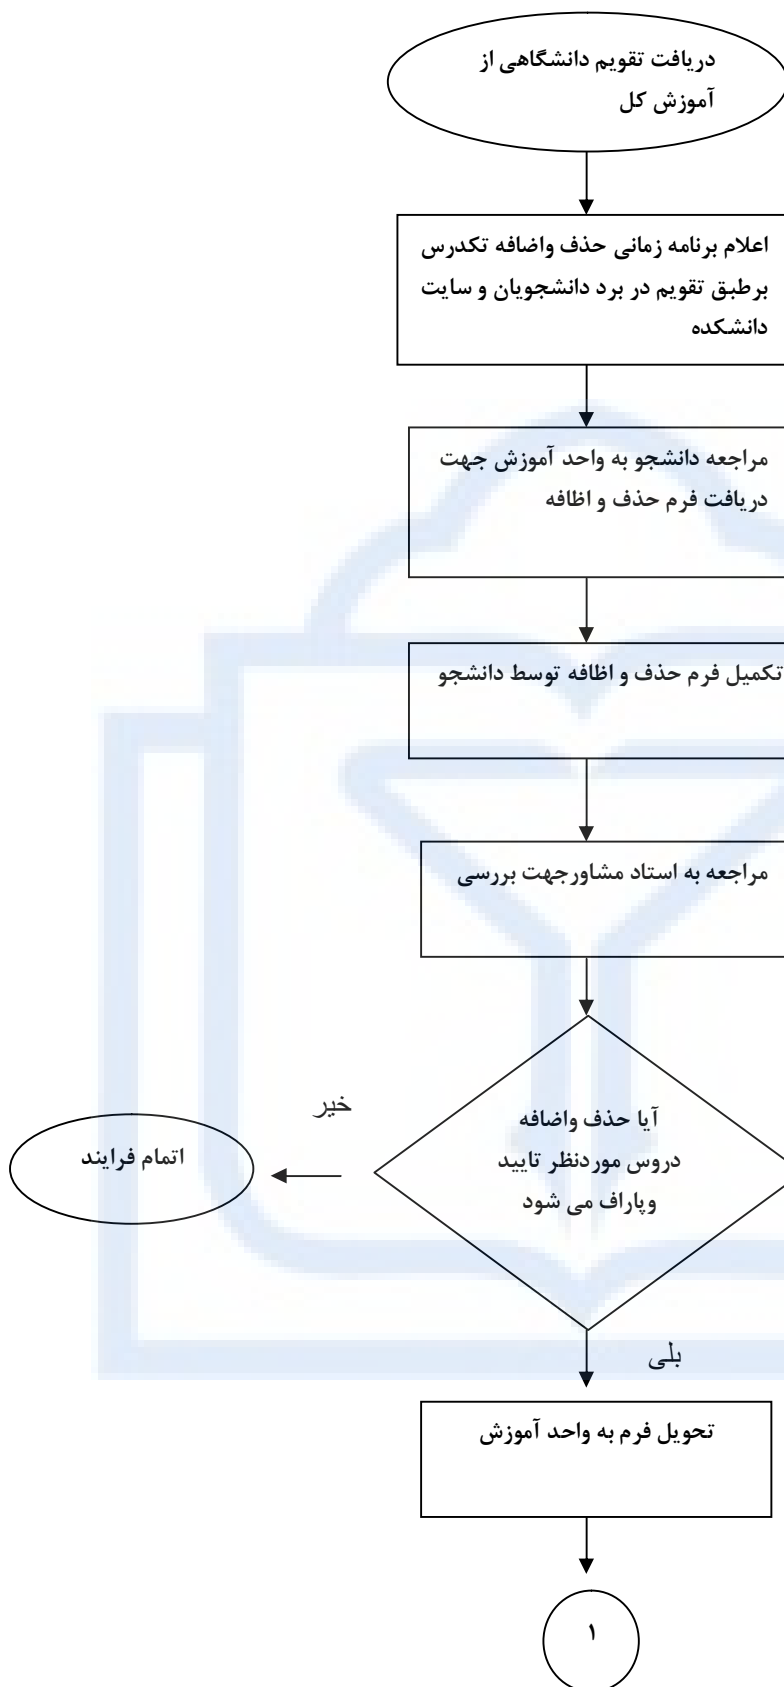 دریافت تقویم دانشگاهی از
آموزش کل
اعلام برنامه زمانی حذف واضافه تکدرس
برطبق تقویم در برد دانشجویان و سایت
دانشکده
مراجعه دانشجو به واحد آموزش جهت
دریافت فرم حذف و اظافه
تکمیل فرم حذف و اظافه توسط دانشجو
مراجعه به استاد مشاورجهت بررسی
آیا حذف واضافه
دروس موردنظر تایید
وپاراف می شود
خیر
اتمام فرایند
بلی
تحویل فرم به واحد آموزش
۱